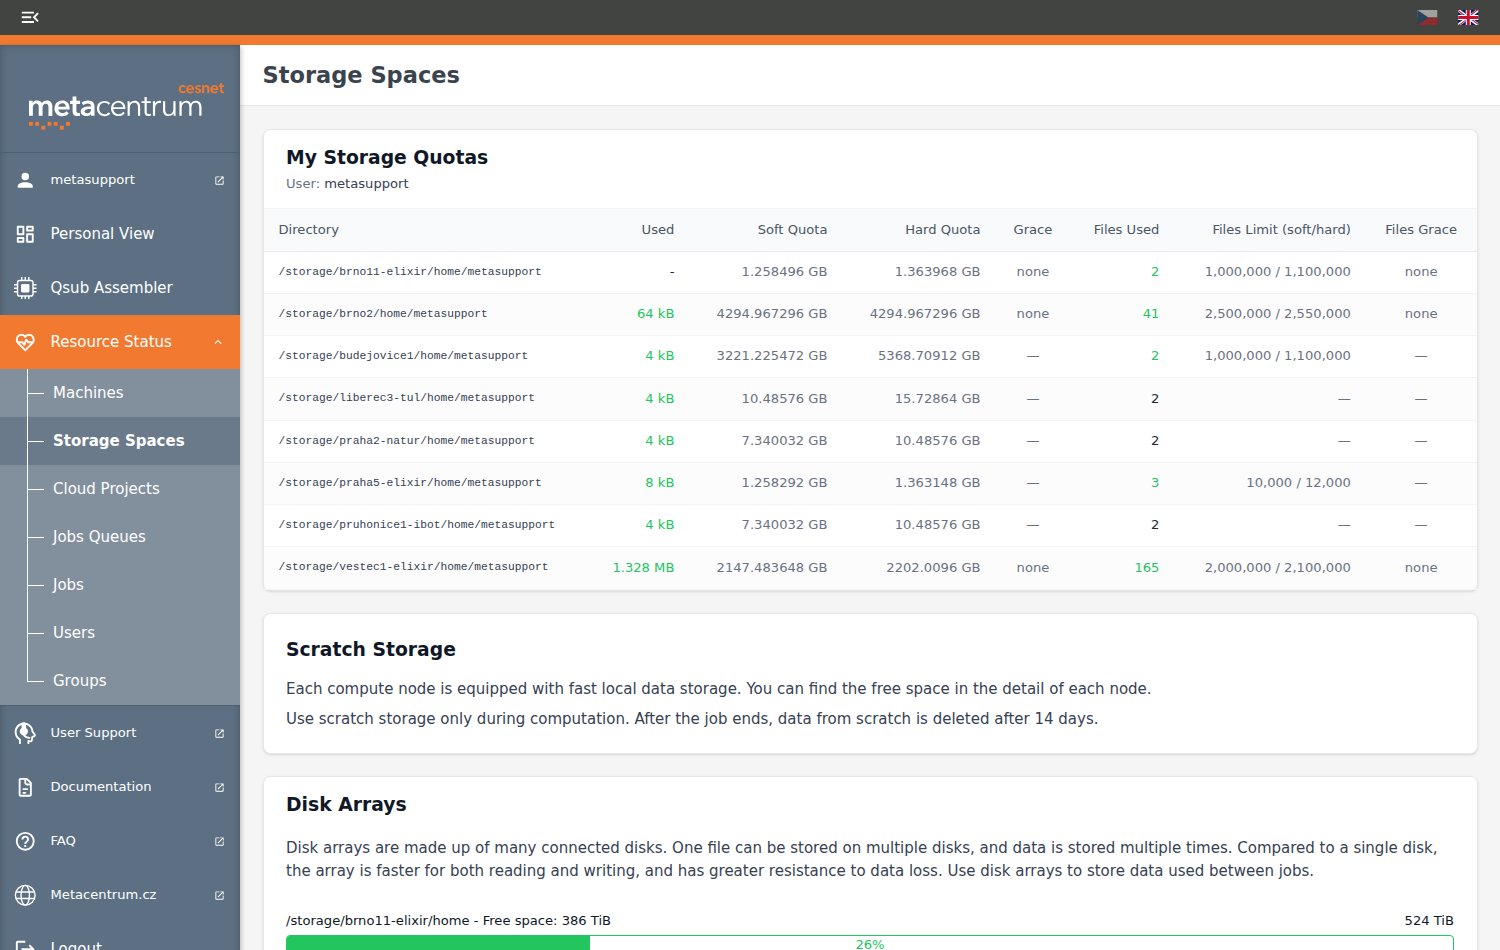 cesnet
metacentrum
metasupport
Personal View
Qsub Assembler
Resource Status
Machines
Storage Spaces
Cloud Projects
Jobs Queues
Jobs
Users
Groups
User Support
Documentation
FAQ
Metacentrum.cz
Logout
Storage Spaces
My Storage Quotas
User: metasupport
Directory Used Soft Quota Hard Quota Grace Files Used Files Limit (soft/hard) Files Grace
/storage/brno11-elixir/home/metasupport - 1.258496 GB 1.363968 GB none 2 1,000,000 / 1,100,000 none
/storage/brno2/home/metasupport 64 kB 4294.967296 GB 4294.967296 GB none 41 2,500,000 / 2,550,000 none
/storage/budejovice1/home/metasupport 4 kB 3221.225472 GB 5368.70912 GB — 2 1,000,000 / 1,100,000 —
/storage/liberec3-tul/home/metasupport 4 kB 10.48576 GB 15.72864 GB — 2 — —
/storage/praha2-natur/home/metasupport 4 kB 7.340032 GB 10.48576 GB — 2 — —
/storage/praha5-elixir/home/metasupport 8 kB 1.258292 GB 1.363148 GB — 3 10,000 / 12,000 —
/storage/pruhonice1-ibot/home/metasupport 4 kB 7.340032 GB 10.48576 GB — 2 — —
/storage/vestec1-elixir/home/metasupport 1.328 MB 2147.483648 GB 2202.0096 GB none 165 2,000,000 / 2,100,000 none
Scratch Storage
Each compute node is equipped with fast local data storage. You can find the free space in the detail of each node.
Use scratch storage only during computation. After the job ends, data from scratch is deleted after 14 days.
Disk Arrays
Disk arrays are made up of many connected disks. One file can be stored on multiple disks, and data is stored multiple times. Compared to a single disk,
the array is faster for both reading and writing, and has greater resistance to data loss. Use disk arrays to store data used between jobs.
/storage/brno11-elixir/home - Free space: 386 TiB 524 TiB
26%